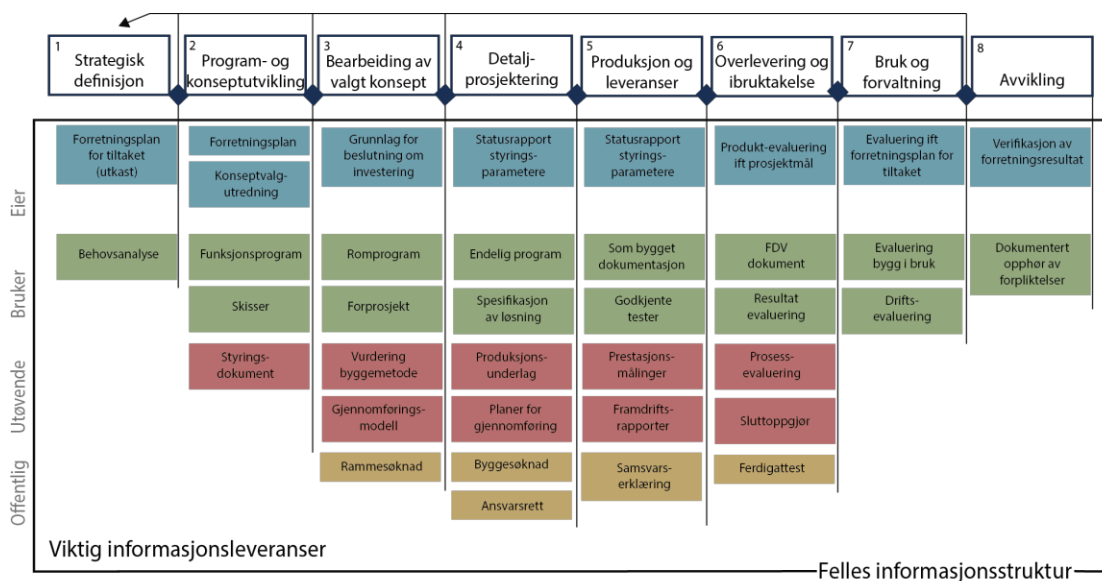 1
Strategisk
definisjon
2
Program- og
konseptutvikling
3
Bearbeiding av
valgt konsept
4
Detalj-
prosjektering
5
Produksjon og
leveranser
6
Overlevering og
ibruktakelse
7
Bruk og
forvaltning
8
Avvikling
Eier
Forretningsplan
for tiltaket
(utkast)
Forretningsplan
Konseptvalg-
utredning
Grunnlag for
beslutning om
investering
Statusrapport
styrings-
parametere
Statusrapport
styrings-
parametere
Produkt-evaluering
ift prosjektmål
Evaluering ift
forretningsplan for
tiltaket
Verifikasjon av
forretningsresultat
Bruker
Behovsanalyse
Funksjonsprogram
Skisser
Romprogram
Forprosjekt
Endelig program
Spesifikasjon
av løsning
Som bygget
dokumentasjon
Godkjente
tester
FDV
dokument
Resultat
evaluering
Evaluering
bygg i bruk
Drifts-
evaluering
Dokumentert
opphør av
forpliktelser
Utøvende
Styrings-
dokument
Vurdering
byggemetode
Gjennomførings-
modell
Produksjons-
underlag
Planer for
gjennomføring
Prestasjons-
målinger
Framdrifts-
rapporter
Prosess-
evaluering
Sluttoppgjør
Offentlig
Rammesøknad
Byggesøknad
Ansvarsrett
Samsvars-
erklæring
Ferdigattest
Viktig informasjonsleveranser
Felles informasjonsstruktur